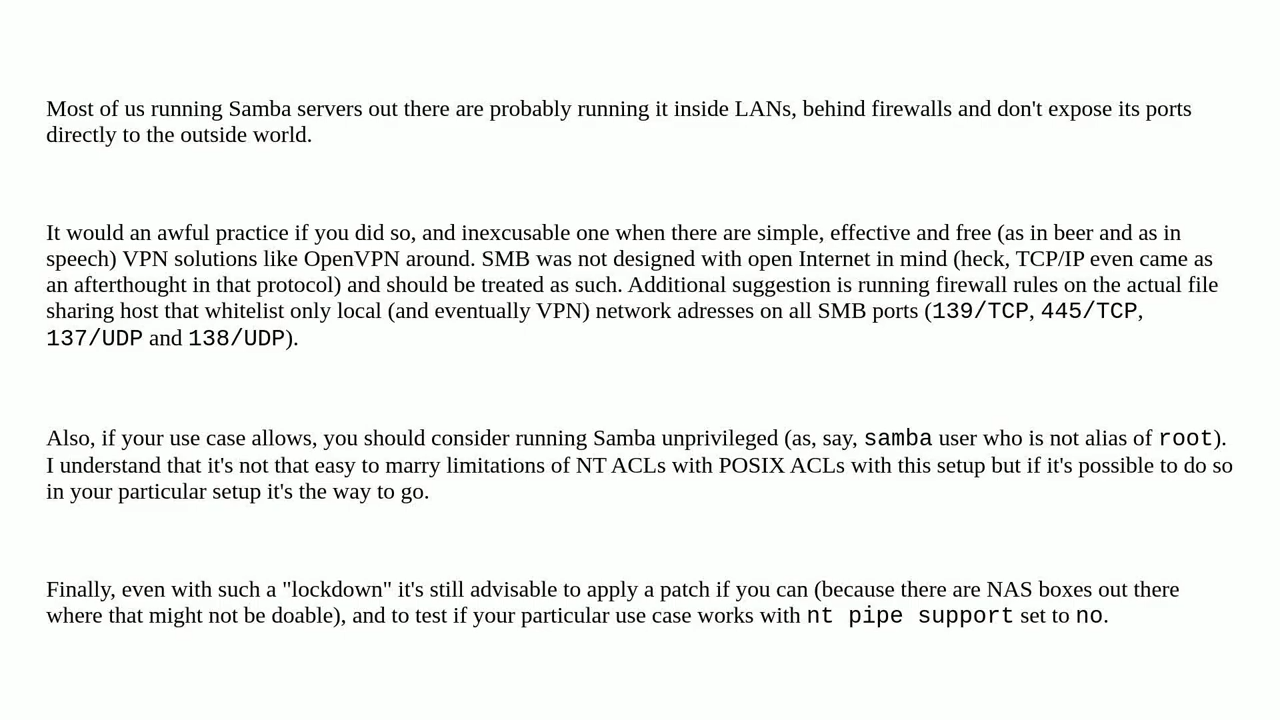 Most of us running Samba servers out there are probably running it inside LANs, behind firewalls and don't expose its ports
directly to the outside world.
It would an awful practice if you did so, and inexcusable one when there are simple, effective and free (as in beer and as in
speech) VPN solutions like OpenVPN around. SMB was not designed with open Internet in mind (heck, TCP/IP even came as
an afterthought in that protocol) and should be treated as such. Additional suggestion is running firewall rules on the actual file
sharing host that whitelist only local (and eventually VPN) network adresses on all SMB ports (139/TCP, 445/TCP,
137/UDP and 138/UDP).
Also, if your use case allows, you should consider running Samba unprivileged (as, say, samba user who is not alias of root).
I understand that it's not that easy to marry limitations of NT ACLs with POSIX ACLs with this setup but if it's possible to do so
in your particular setup it's the way to go.
Finally, even with such a "lockdown" it's still advisable to apply a patch if you can (because there are NAS boxes out there
where that might not be doable), and to test if your particular use case works with nt pipe support set to no.